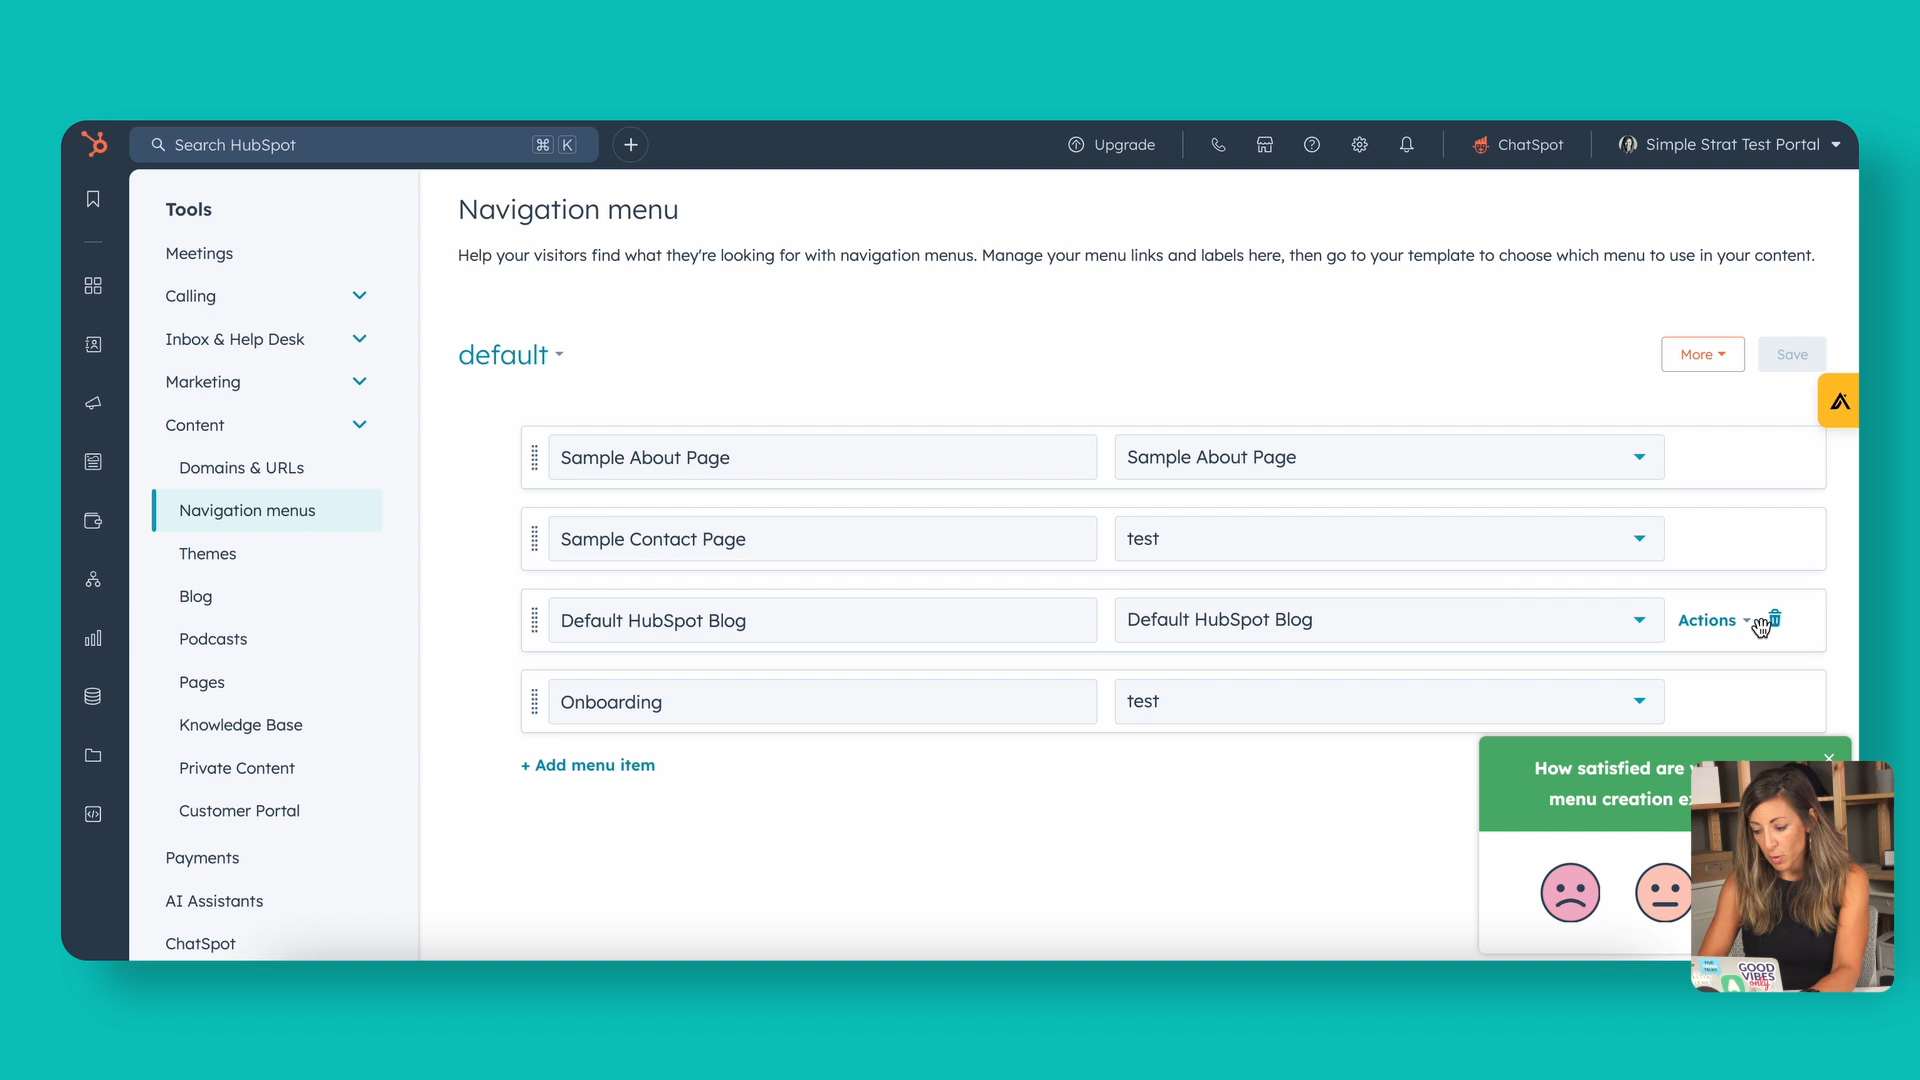 Search HubSpot
⌘ K
Upgrade
ChatSpot
Simple Strat Test Portal
Tools
Meetings
Calling
Inbox & Help Desk
Marketing
Content
Domains & URLs
Navigation menus
Themes
Blog
Podcasts
Pages
Knowledge Base
Private Content
Customer Portal
Payments
AI Assistants
ChatSpot
Navigation menu
Help your visitors find what they're looking for with navigation menus. Manage your menu links and labels here, then go to your template to choose which menu to use in your content.
default
More
Save
Sample About Page
Sample About Page
Sample Contact Page
test
Default HubSpot Blog
Default HubSpot Blog
Actions
Onboarding
test
+ Add menu item
How satisfied are
menu creation
GOOD
VIBES
only